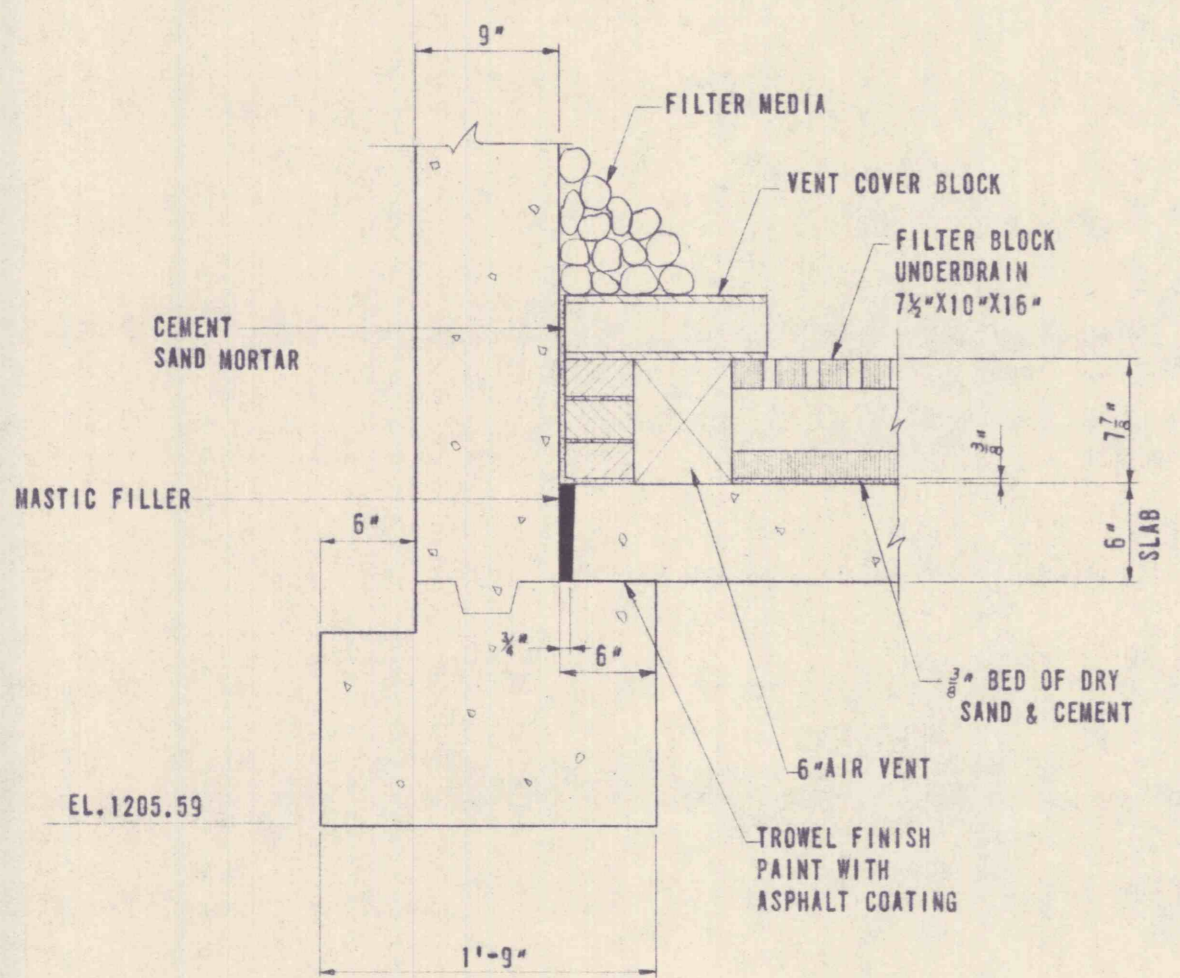 9"
FILTER MEDIA
VENT COVER BLOCK
FILTER BLOCK
UNDERDRAIN
7½"X10"X16"
CEMENT
SAND MORTAR
7⅞"
⅜"
MASTIC FILLER
6"
6"
SLAB
¾"
6"
⅜" BED OF DRY
SAND & CEMENT
6"AIR VENT
EL.1205.59
TROWEL FINISH
PAINT WITH
ASPHALT COATING
1'-9"